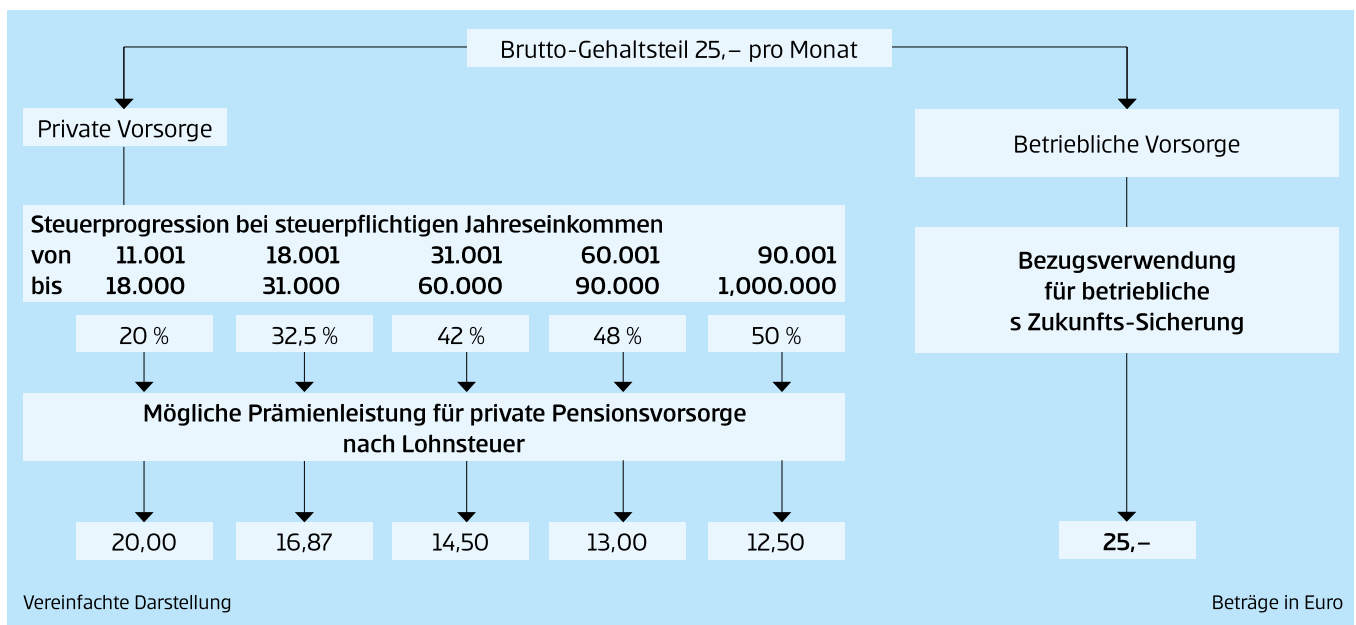 Brutto-Gehaltsteil 25,– pro Monat
Private Vorsorge
Betriebliche Vorsorge
Steuerprogression bei steuerpflichtigen Jahreseinkommen
von 11.001 18.001 31.001 60.001 90.001
bis 18.000 31.000 60.000 90.000 1,000.000
Bezugsverwendung
für betriebliche
s Zukunfts-Sicherung
20 % 32,5 % 42 % 48 % 50 %
Mögliche Prämienleistung für private Pensionsvorsorge
nach Lohnsteuer
20,00 16,87 14,50 13,00 12,50
25,–
Vereinfachte Darstellung
Beträge in Euro